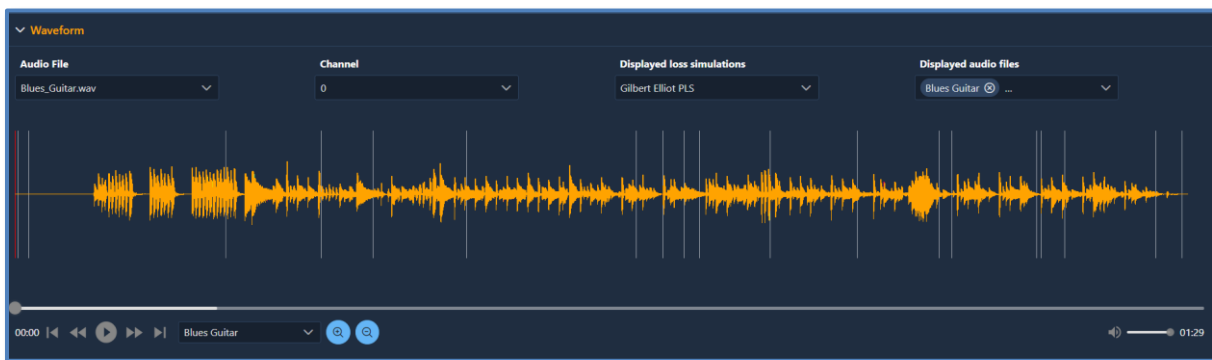 Waveform
Audio File
Channel
Displayed loss simulations
Displayed audio files
Blues_Guitar.wav
0
Gilbert Elliot PLS
Blues Guitar ...
00:00
Blues Guitar
01:29